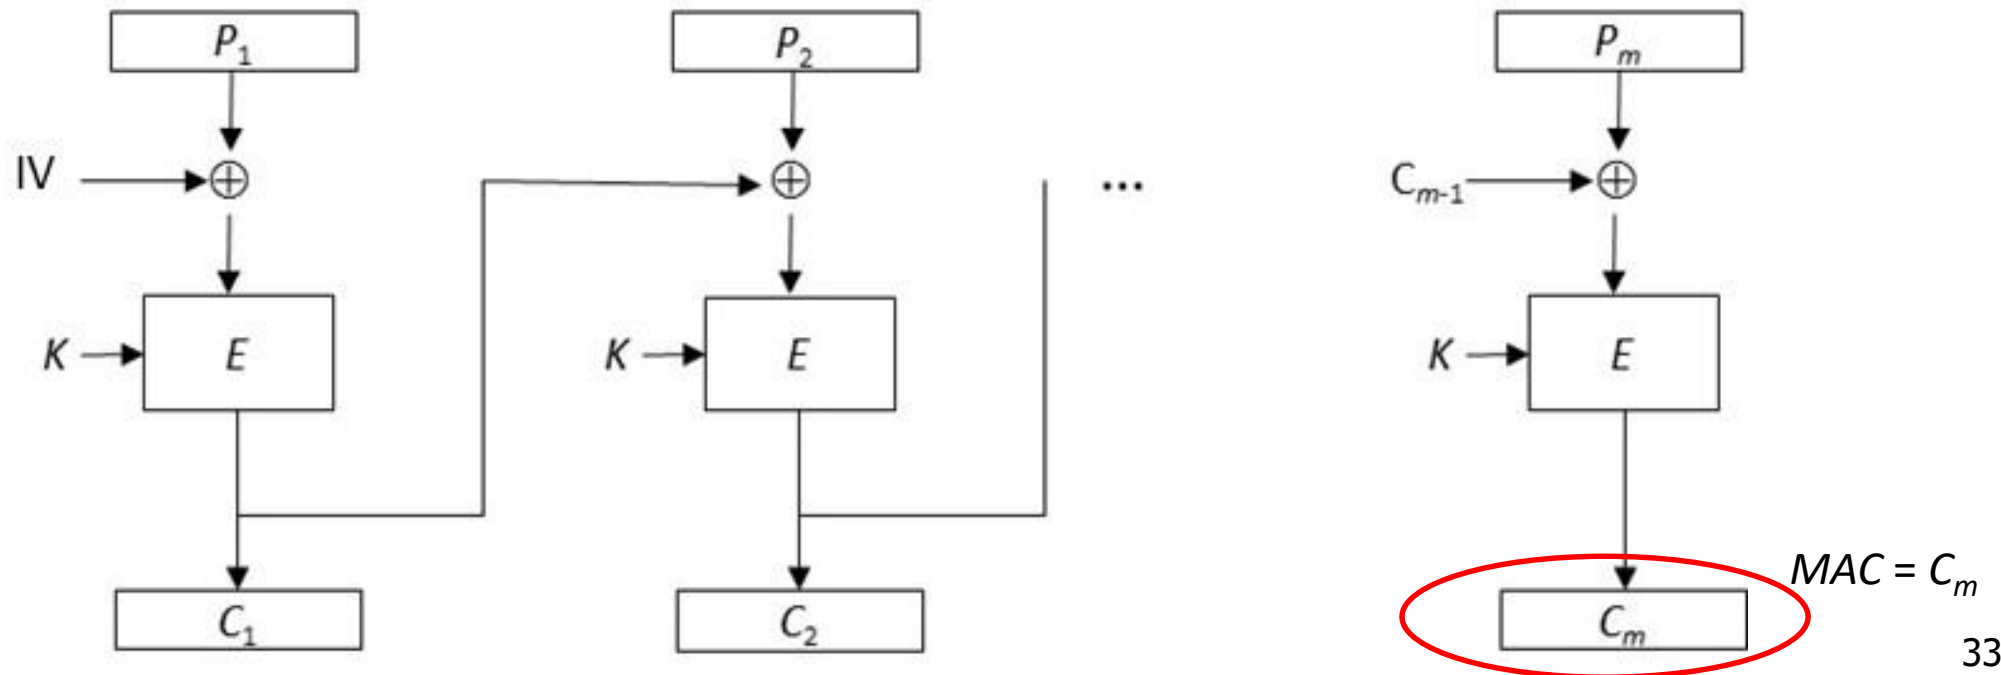 P1 P2 Pm
IV ... Cm-1
K E K E K E
MAC = Cm
C1 C2 Cm
33